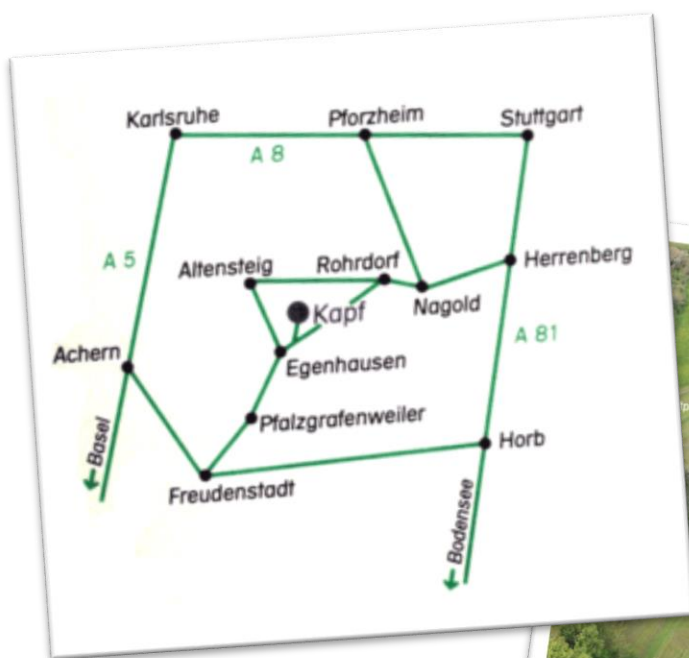 Karlsruhe
Pforzheim
Stuttgart
A 8
A 5
Altensteig
Rohrdorf
Herrenberg
Kapf
Nagold
A 81
Achern
Egenhausen
Basel
Pfalzgrafenweiler
Horb
Freudenstadt
Bodensee